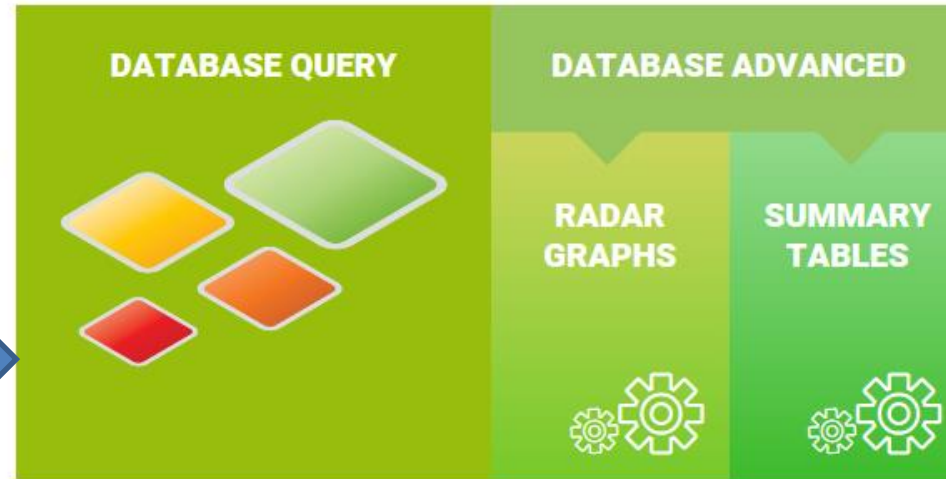 DATABASE QUERY
DATABASE ADVANCED
RADAR
GRAPHS
SUMMARY
TABLES